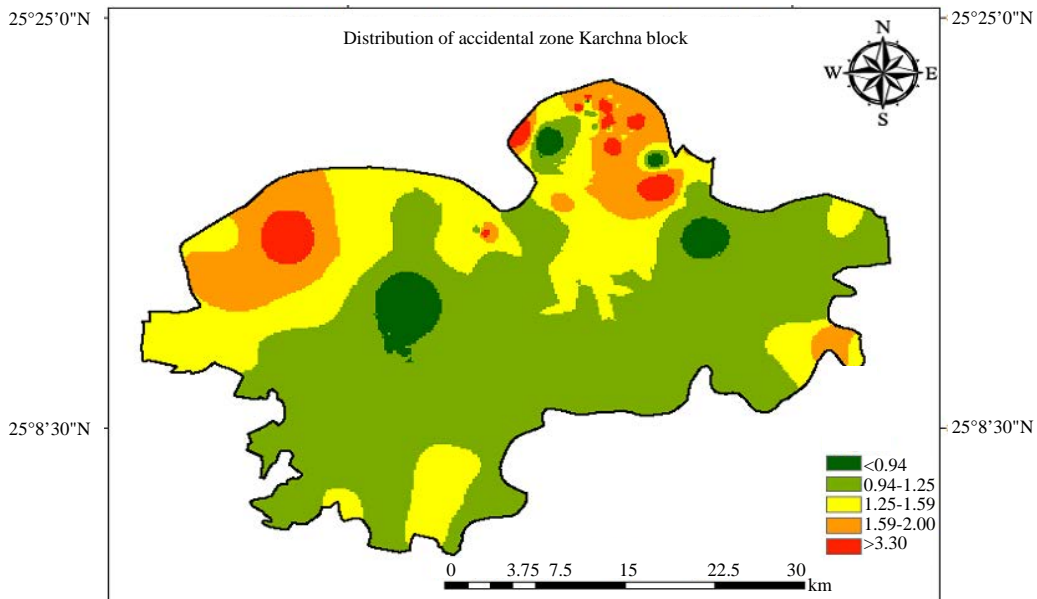 25°25'0"N
25°25'0"N
Distribution of accidental zone Karchna block
N
W
E
S
25°8'30"N
25°8'30"N
<0.94
0.94-1.25
1.25-1.59
1.59-2.00
>3.30
0 3.75 7.5 15 22.5 30
km